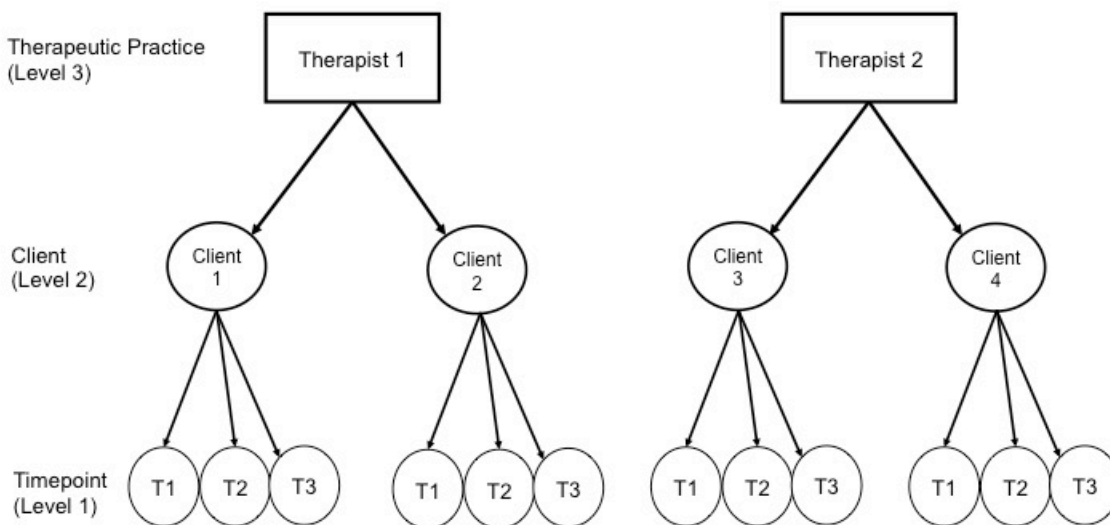 Therapeutic Practice
(Level 3)
Therapist 1
Therapist 2
Client
(Level 2)
Client
1
Client
2
Client
3
Client
4
Timepoint
(Level 1)
T1 T2 T3
T1 T2 T3
T1 T2 T3
T1 T2 T3